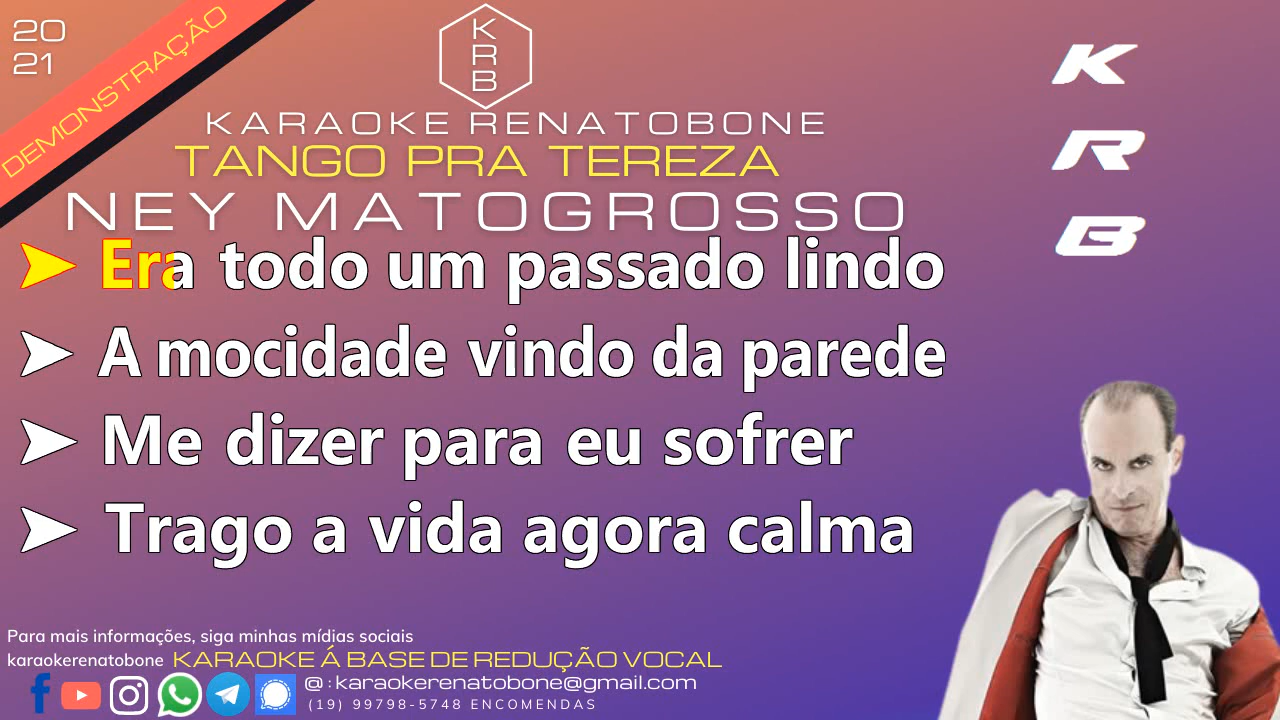 20
21
DEMONSTRAÇÃO
K
R
B
KARAOKE RENATOBONE
TANGO PRA TEREZA
NEY MATOGROSSO
K
R
B
➤ Era todo um passado lindo
➤ A mocidade vindo da parede
➤ Me dizer para eu sofrer
➤ Trago a vida agora calma
Para mais informações, siga minhas mídias sociais
karaokerenatobone KARAOKE Á BASE DE REDUÇÃO VOCAL
@:karaokerenatobone@gmail.com
(19) 99798-5748 ENCOMENDAS